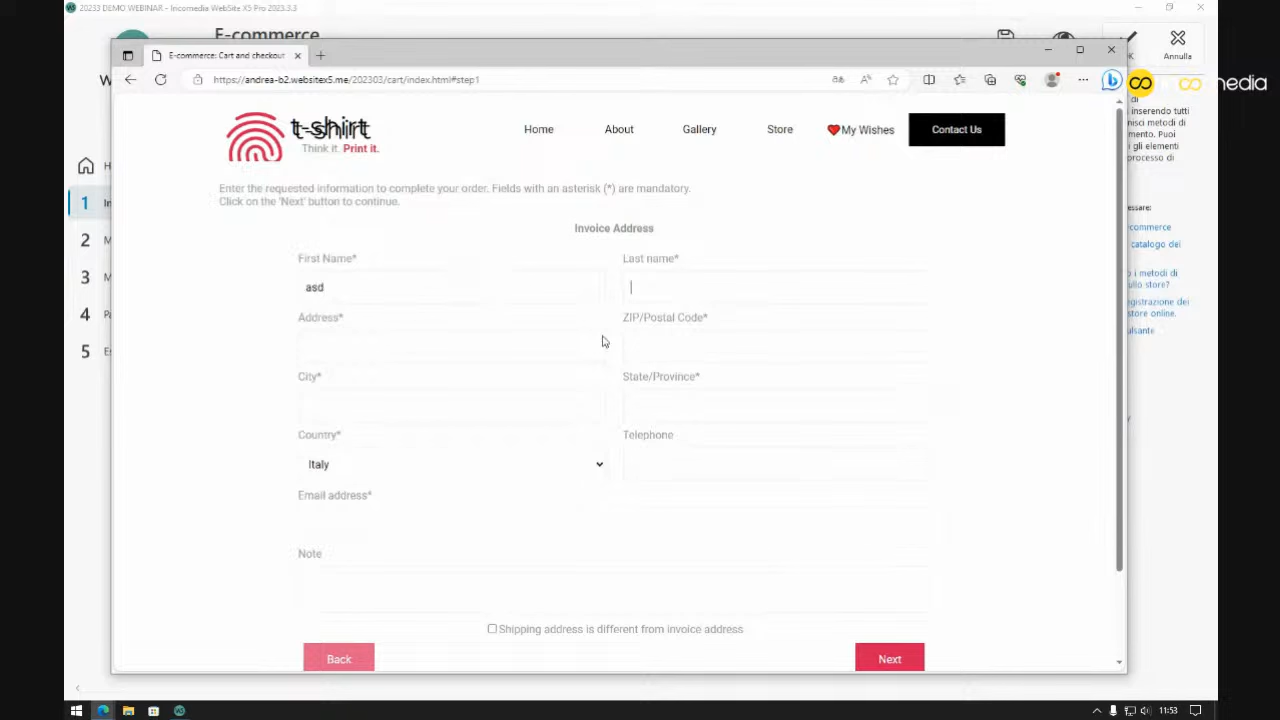 20233 DEMO WEBINAR - Incomedia WebSite X5 Pro 2023.3.3
E-commerce
Annulla
E-commerce: Cart and checkout
https://andrea-b2.websitex5.me/202303/cart/index.html#step1
media
di
inserendo tutti
nisci metodi di
mento. Puoi
gli elementi
processo di
t-shirt
Think it. Print it.
Home
About
Gallery
Store
My Wishes
Contact Us
Enter the requested information to complete your order. Fields with an asterisk (*) are mandatory.
Click on the 'Next' button to continue.
Invoice Address
First Name*
Last name*
asd
Address*
ZIP/Postal Code*
City*
State/Province*
Country*
Telephone
Italy
Email address*
Note
Shipping address is different from invoice address
Back
Next
1
2
3
4
5
commerce
catalogo dei
o i metodi di
ullo store?
egistrazione dei
store online.
ulsante
11:53